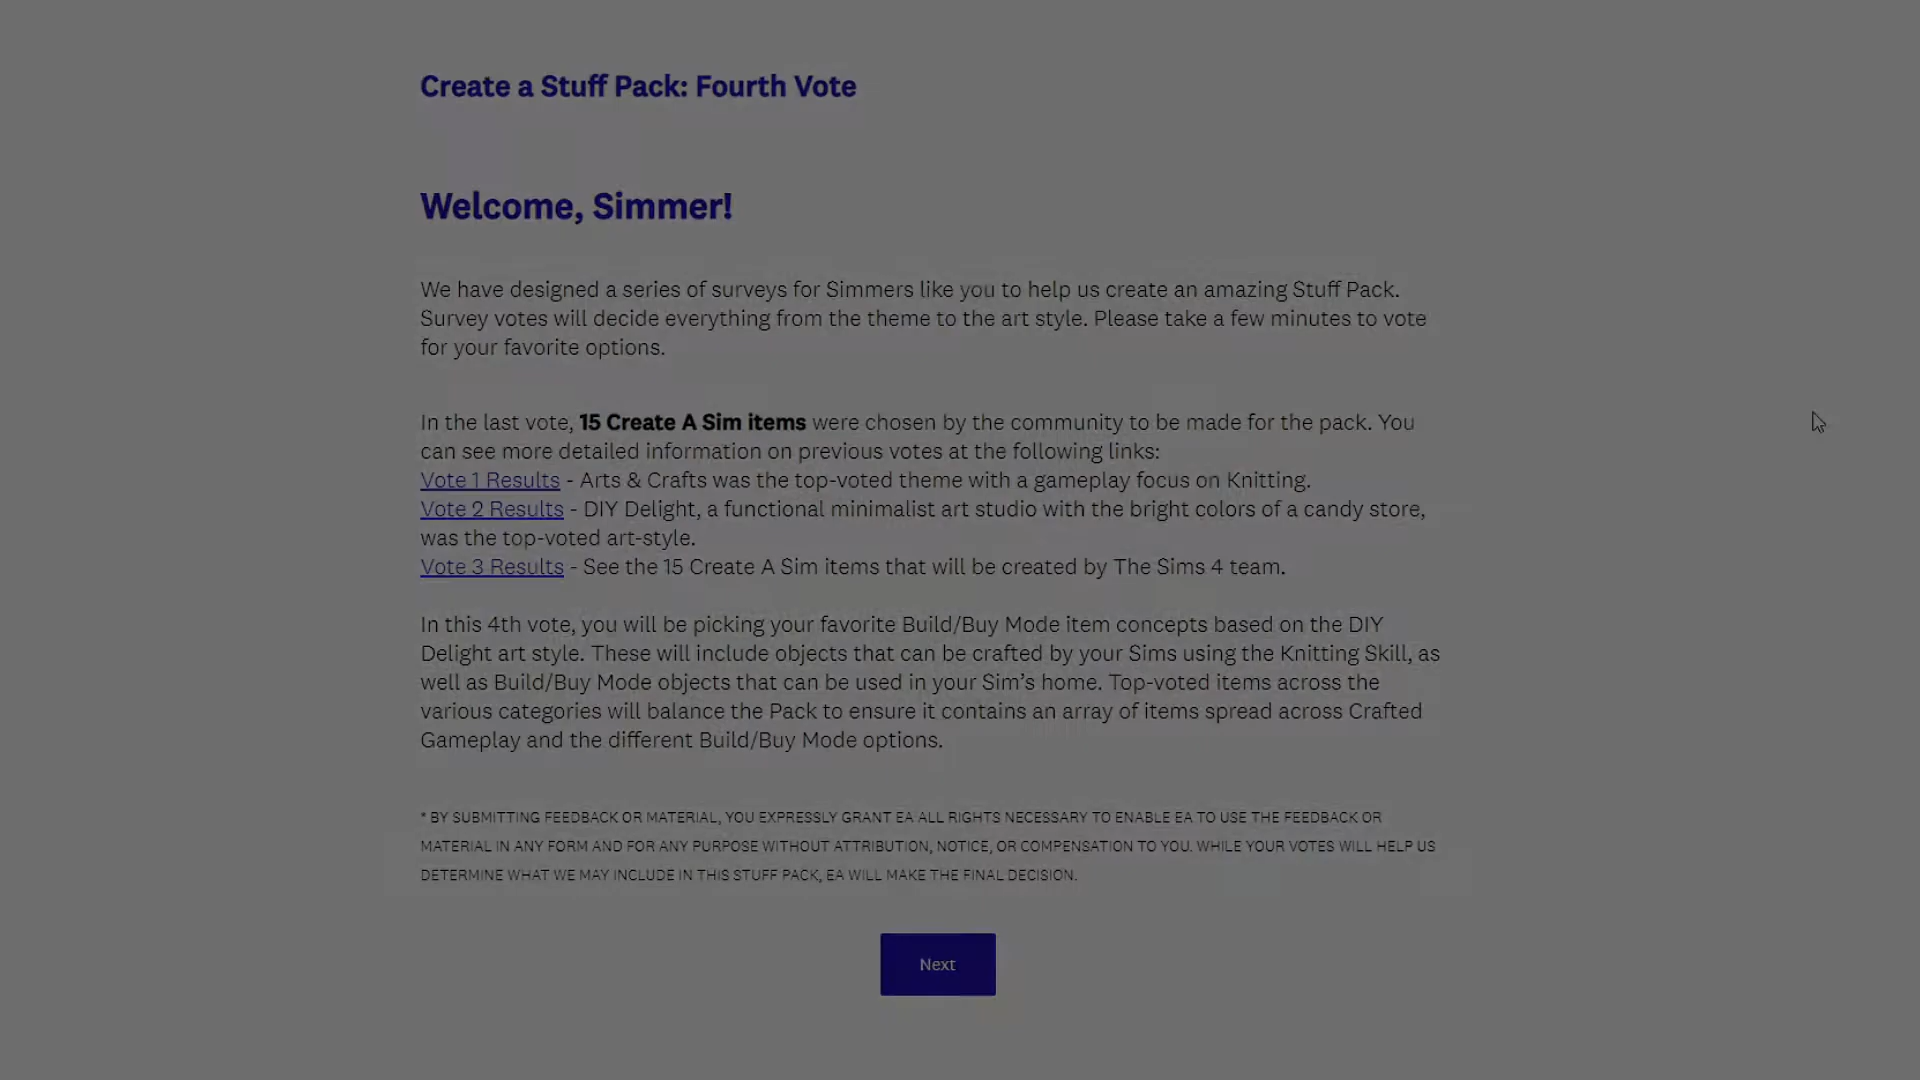 Create a Stuff Pack: Fourth Vote
Welcome, Simmer!
We have designed a series of surveys for Simmers like you to help us create an amazing Stuff Pack.
Survey votes will decide everything from the theme to the art style. Please take a few minutes to vote
for your favorite options.
In the last vote, 15 Create A Sim items were chosen by the community to be made for the pack. You
can see more detailed information on previous votes at the following links:
Vote 1 Results - Arts & Crafts was the top-voted theme with a gameplay focus on Knitting.
Vote 2 Results - DIY Delight, a functional minimalist art studio with the bright colors of a candy store,
was the top-voted art-style.
Vote 3 Results - See the 15 Create A Sim items that will be created by The Sims 4 team.
In this 4th vote, you will be picking your favorite Build/Buy Mode item concepts based on the DIY
Delight art style. These will include objects that can be crafted by your Sims using the Knitting Skill, as
well as Build/Buy Mode objects that can be used in your Sim's home. Top-voted items across the
various categories will balance the Pack to ensure it contains an array of items spread across Crafted
Gameplay and the different Build/Buy Mode options.
* BY SUBMITTING FEEDBACK OR MATERIAL, YOU EXPRESSLY GRANT EA ALL RIGHTS NECESSARY TO ENABLE EA TO USE THE FEEDBACK OR
MATERIAL IN ANY FORM AND FOR ANY PURPOSE WITHOUT ATTRIBUTION, NOTICE, OR COMPENSATION TO YOU. WHILE YOUR VOTES WILL HELP US
DETERMINE WHAT WE MAY INCLUDE IN THIS STUFF PACK, EA WILL MAKE THE FINAL DECISION.
Next